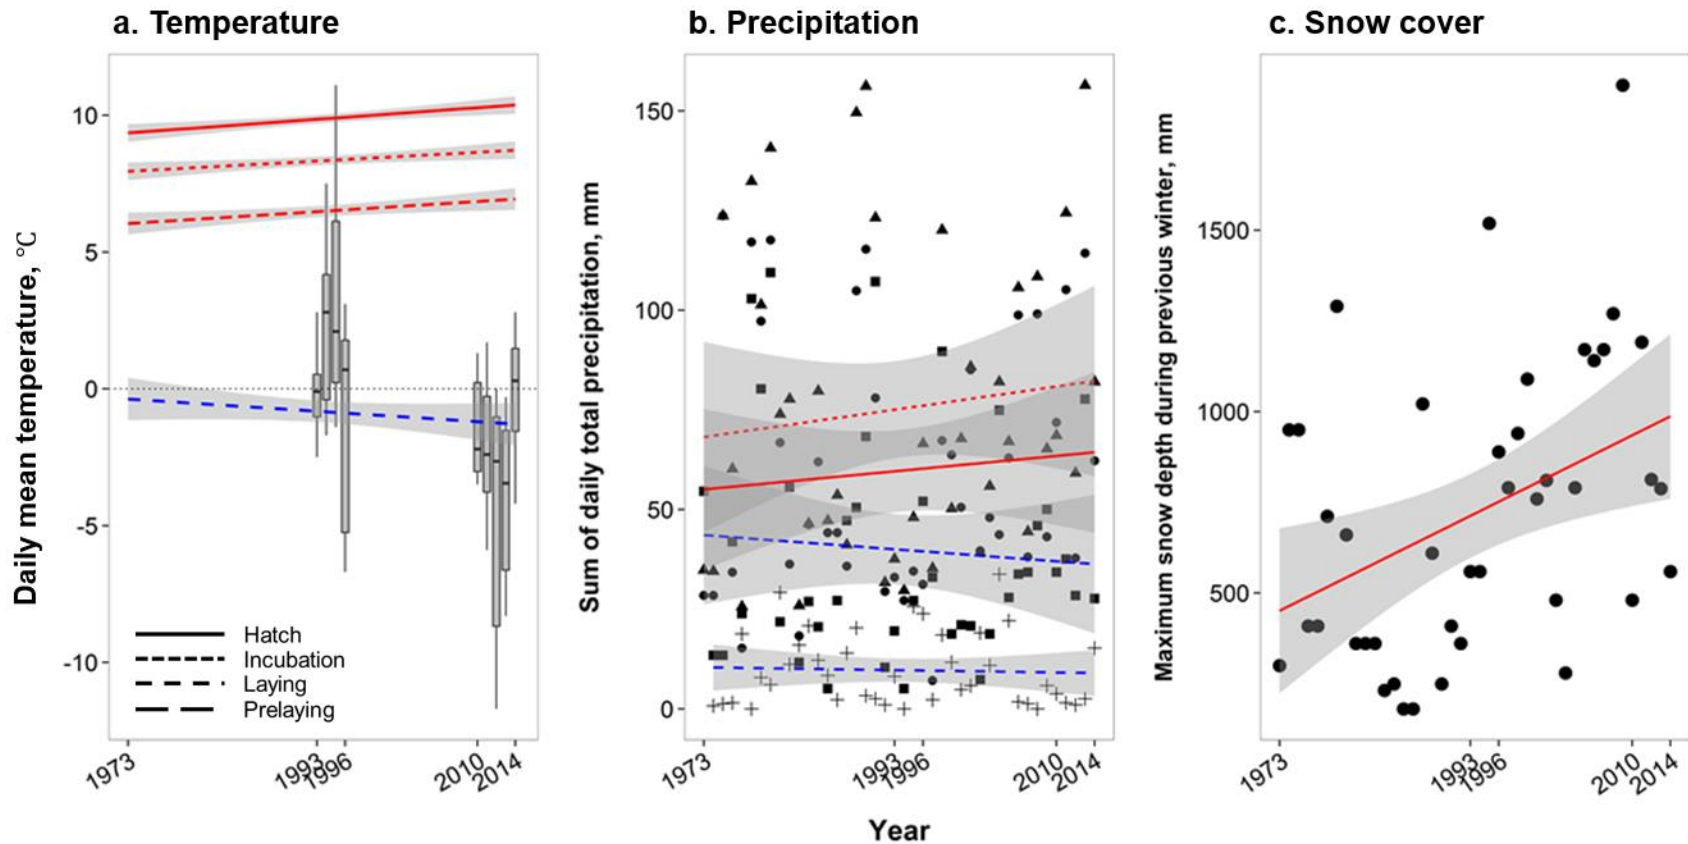 a. Temperature
b. Precipitation
c. Snow cover
Daily mean temperature, °C
10
5
0
-5
-10
Hatch
Incubation
Laying
Prelaying
1973
1993
1996
2010
2014
Sum of daily total precipitation, mm
150
100
50
0
1973
1993
1996
2010
2014
Year
Maximum snow depth during previous winter, mm
1500
1000
500
1973
1993
1996
2010
2014